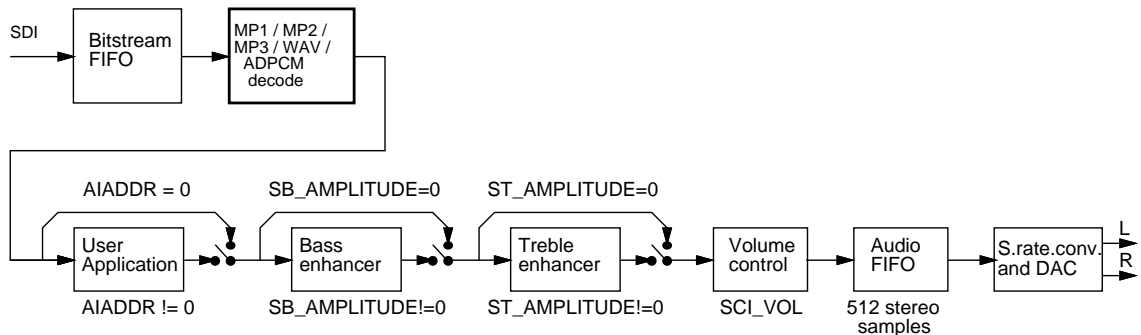 SDI
Bitstream
FIFO
MP1 / MP2 /
MP3 / WAV /
ADPCM
decode
AIADDR = 0
SB_AMPLITUDE=0
ST_AMPLITUDE=0
User
Application
Bass
enhancer
Treble
enhancer
Volume
control
Audio
FIFO
S.rate.conv.
and DAC
L
R
AIADDR != 0
SB_AMPLITUDE!=0
ST_AMPLITUDE!=0
SCI_VOL
512 stereo
samples